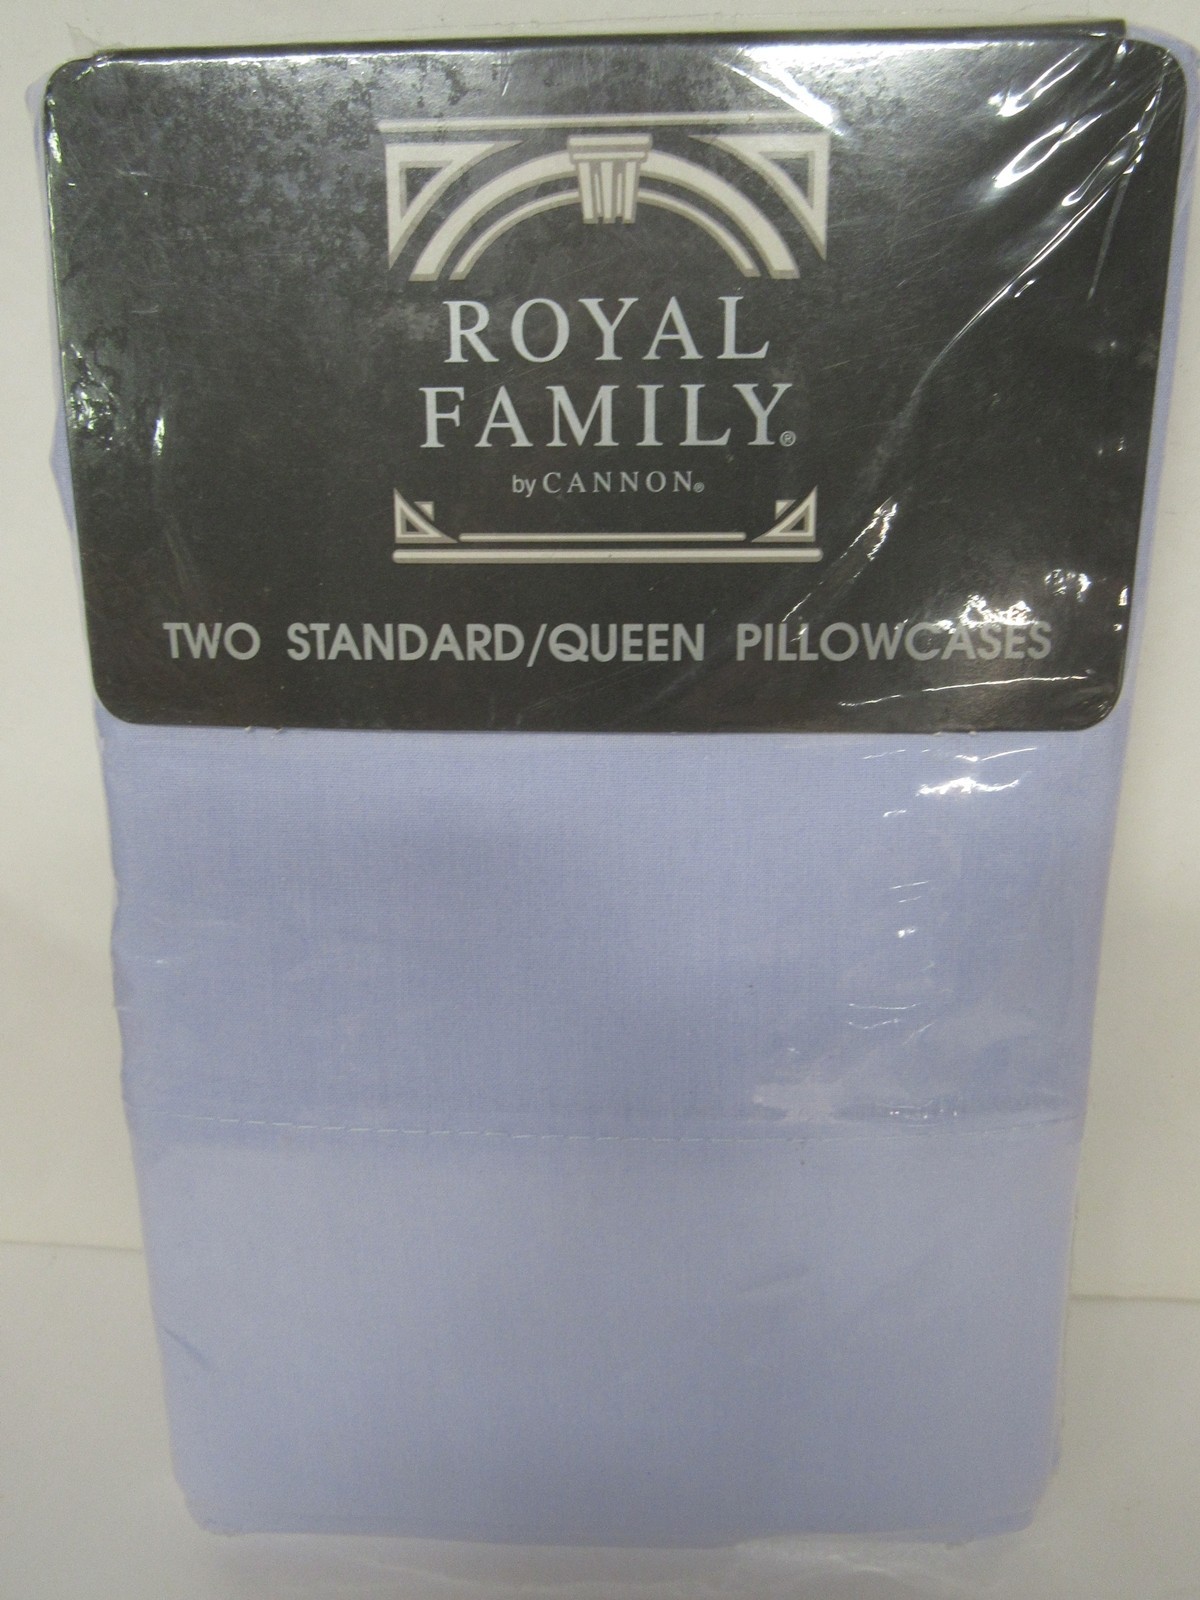 ROYAL
FAMILY®
by CANNON®
TWO STANDARD/QUEEN PILLOWCASES